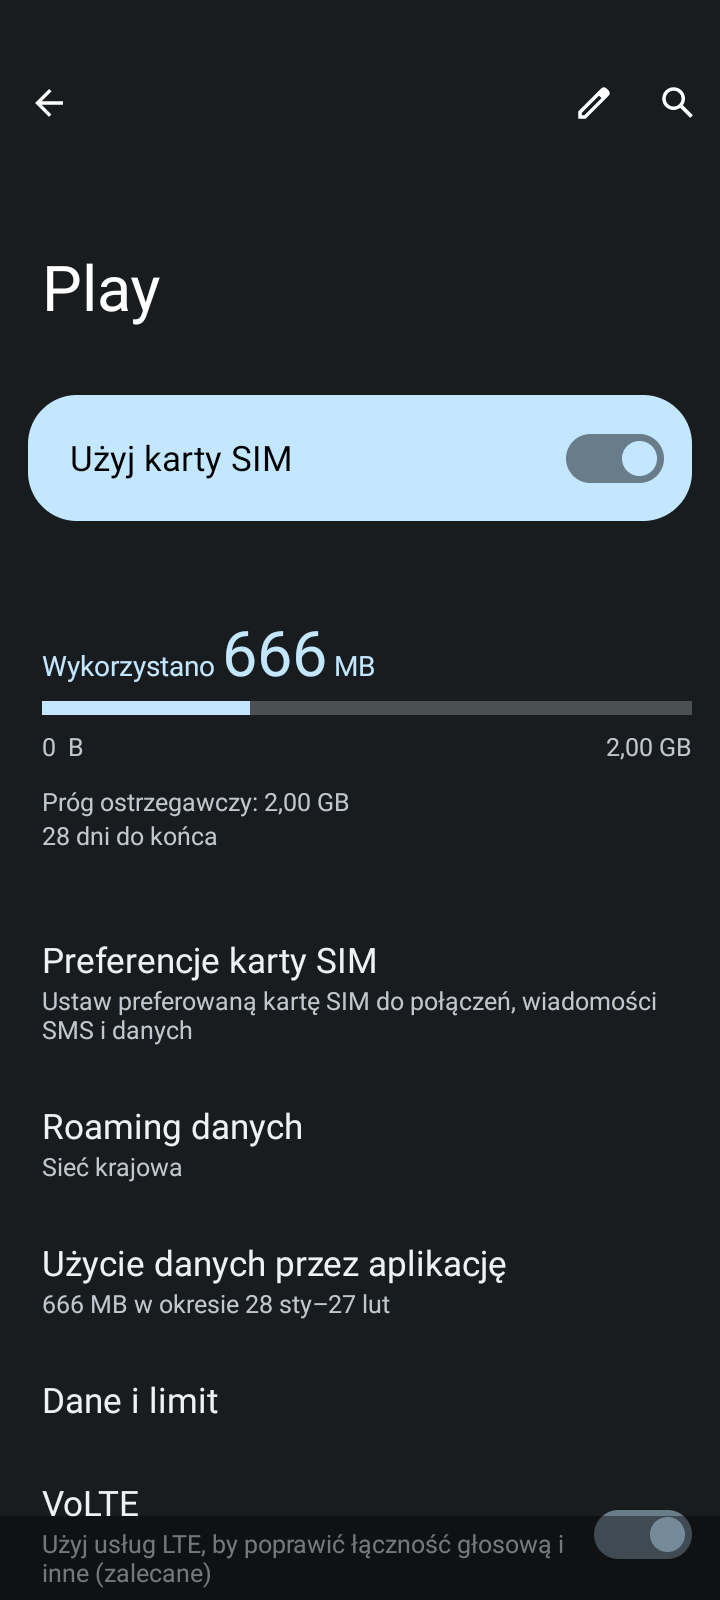 Play
Użyj karty SIM
Wykorzystano 666 MB
0 B
2,00 GB
Próg ostrzegawczy: 2,00 GB
28 dni do końca
Preferencje karty SIM
Ustaw preferowaną kartę SIM do połączeń, wiadomości
SMS i danych
Roaming danych
Sieć krajowa
Użycie danych przez aplikację
666 MB w okresie 28 sty–27 lut
Dane i limit
VoLTE
Użyj usług LTE, by poprawić łączność głosową i
inne (zalecane)